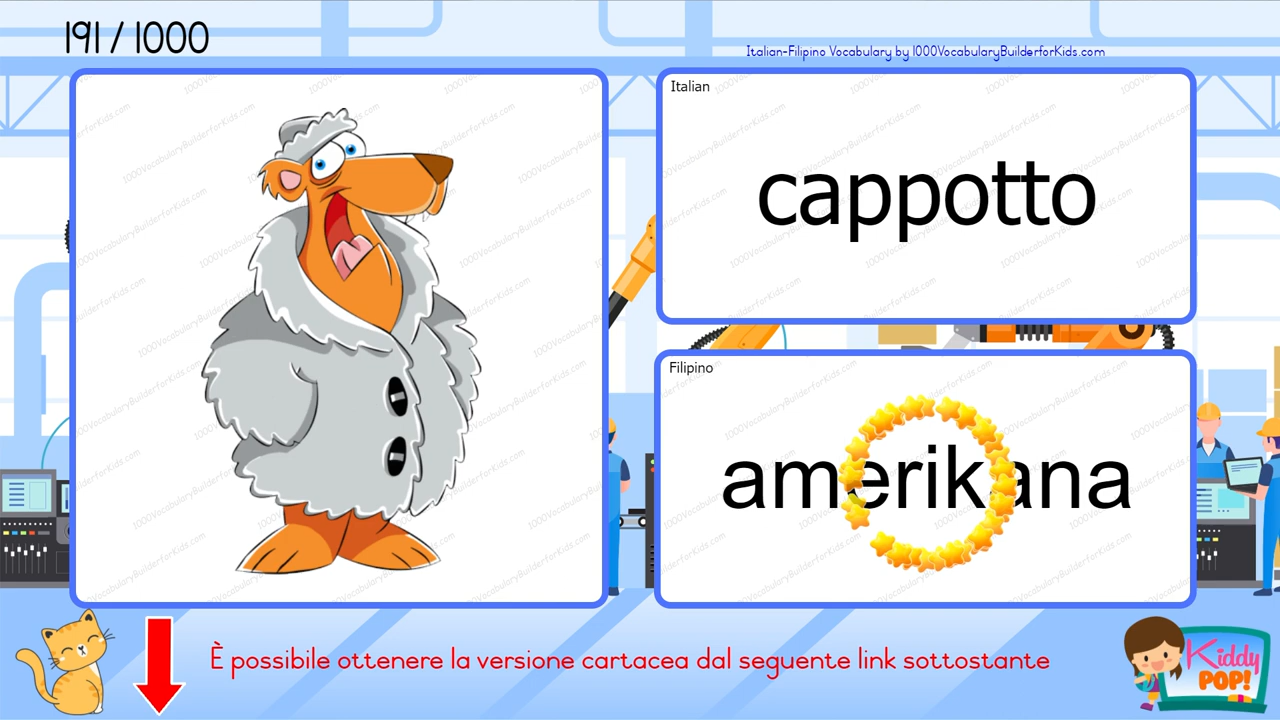 191 / 1000
Italian-Filipino Vocabulary by 1000VocabularyBuilderforKids.com
Italian
cappotto
Filipino
amerikana
È possibile ottenere la versione cartacea dal seguente link sottostante
Kiddy
POP!